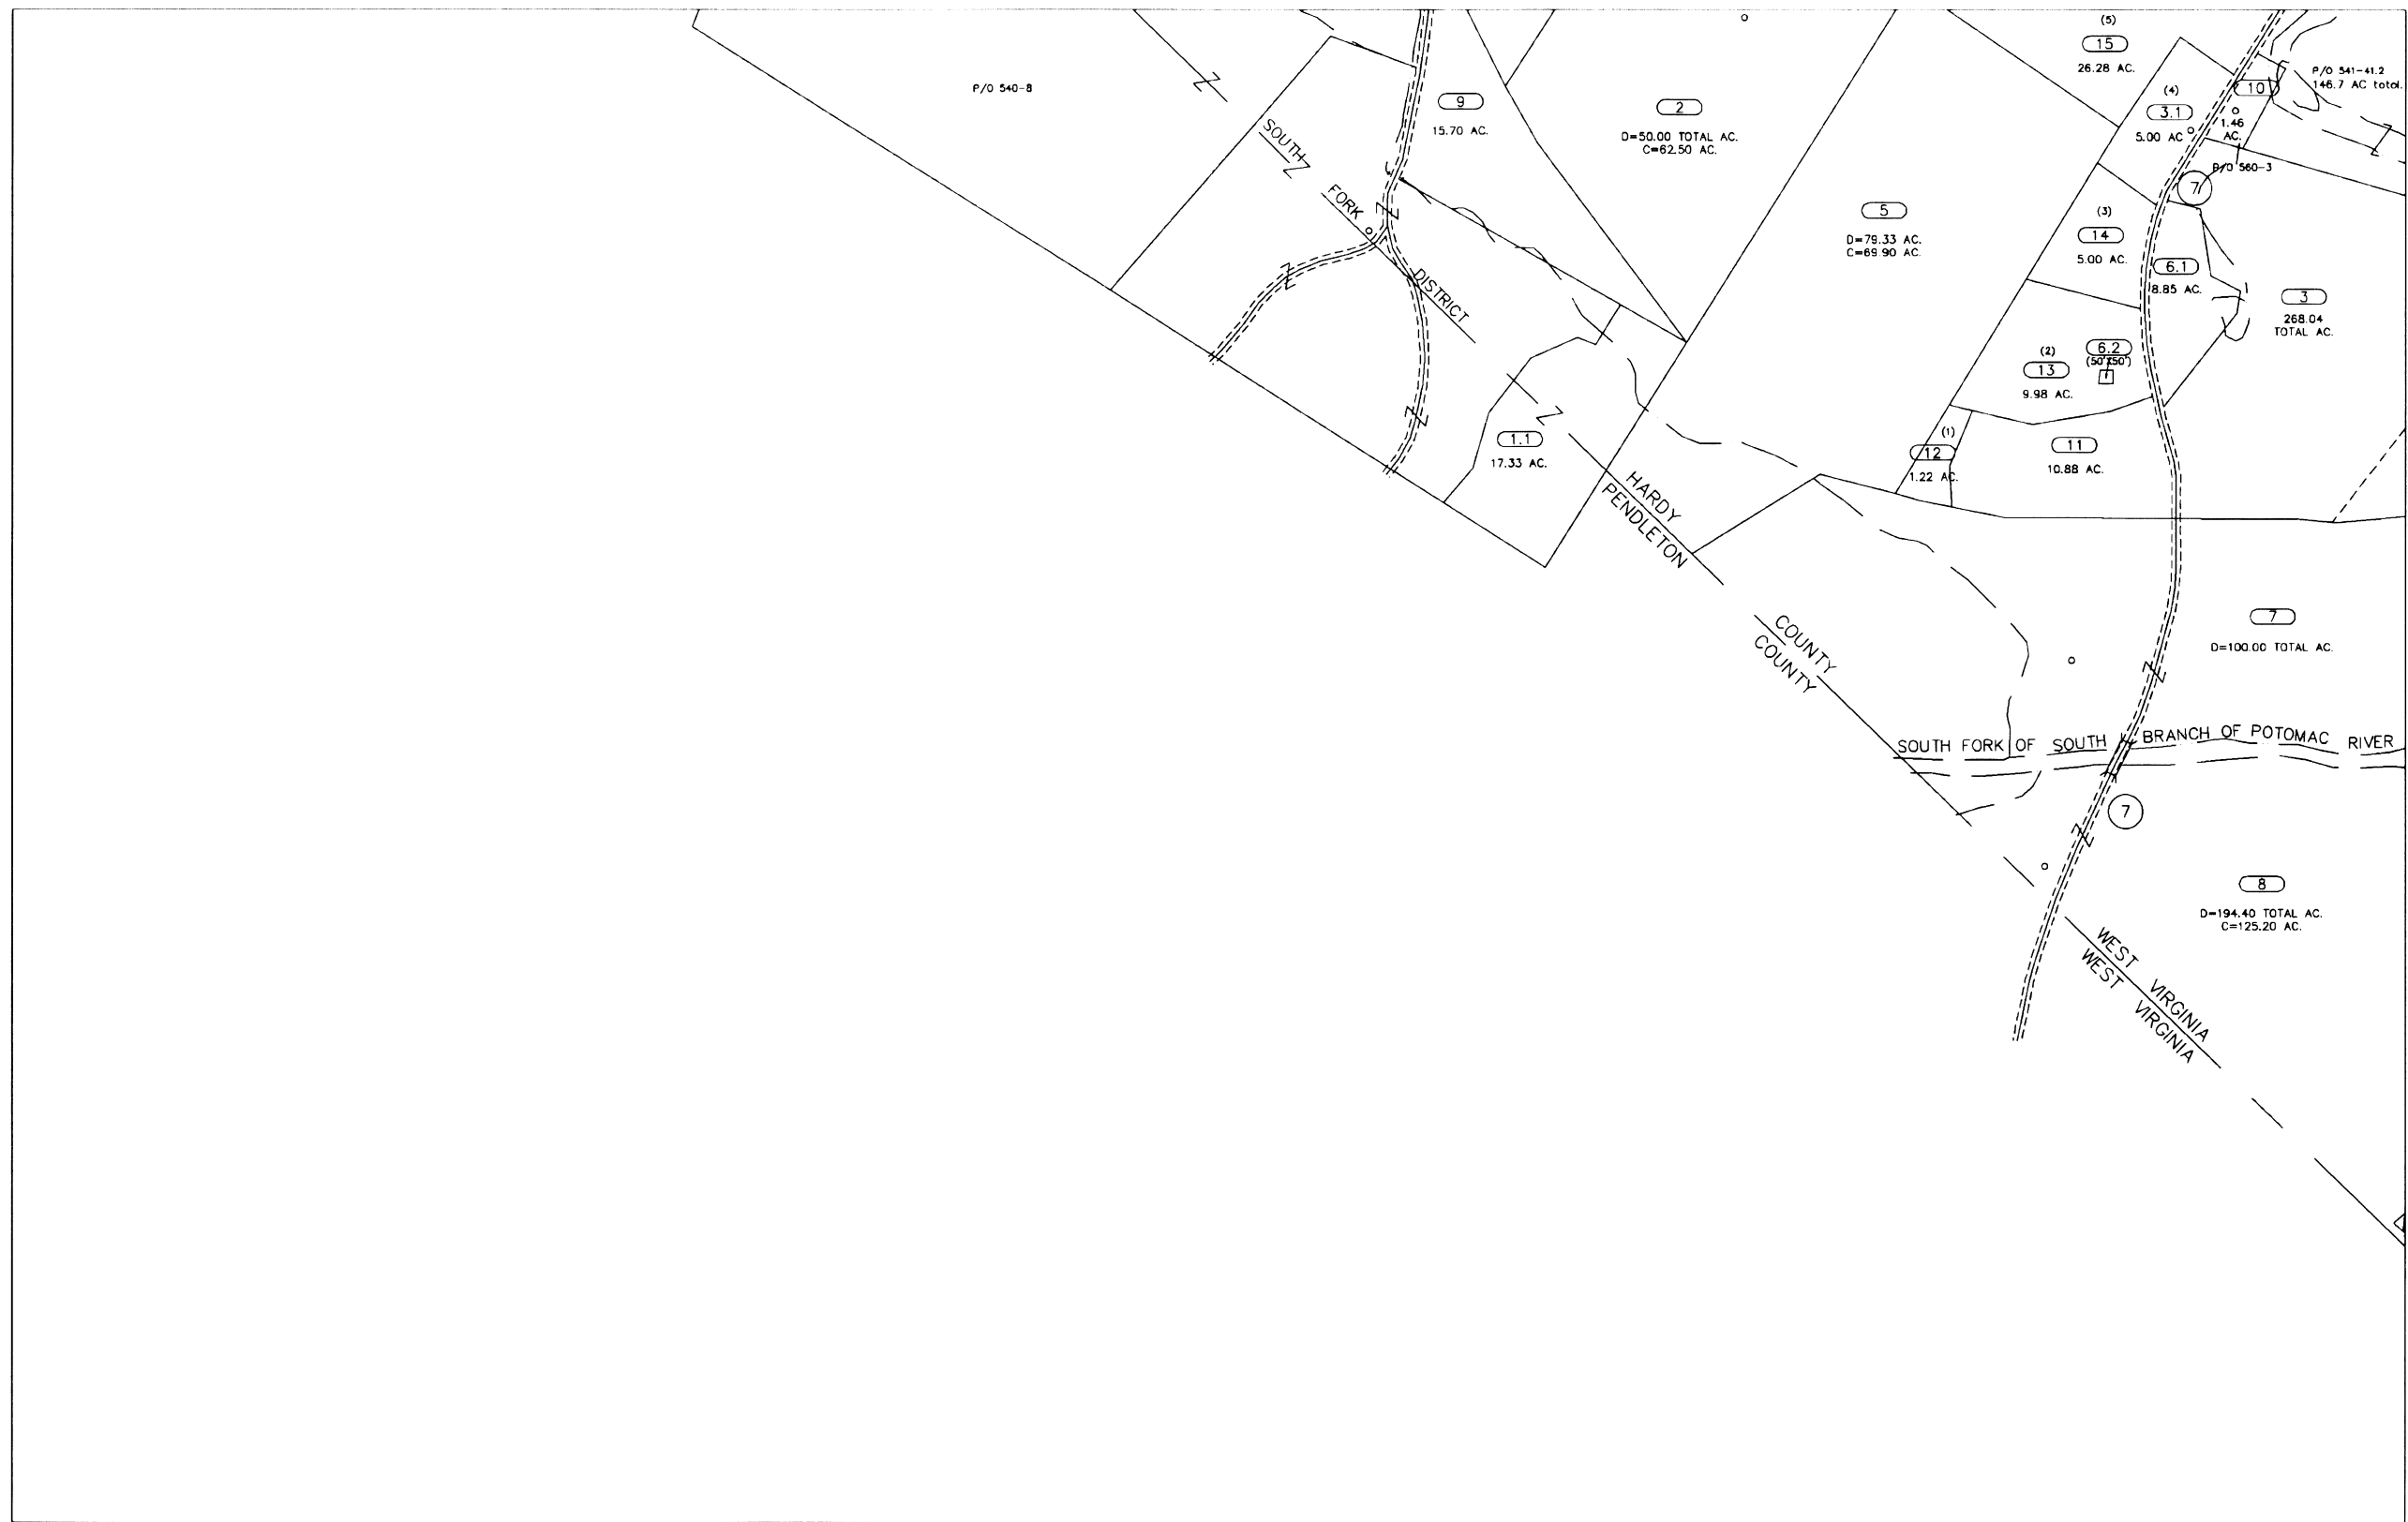 P/O 540-8
SOUTH
FORK
DISTRICT
9
15.70 AC.
2
D=50.00 TOTAL AC.
C=62.50 AC.
5
D=79.33 AC.
C=69.90 AC.
(5)
15
26.28 AC.
(4)
3.1
5.00 AC
10
1.46
AC.
P/O 541-41.2
146.7 AC total.
P/O 560-3
7
(3)
14
5.00 AC.
6.1
8.85 AC.
3
268.04
TOTAL AC.
(2)
13
9.98 AC.
6.2
(50'X50')
(1)
12
1.22 AC.
11
10.88 AC.
1.1
17.33 AC.
HARDY
PENDLETON
COUNTY
COUNTY
7
D=100.00 TOTAL AC.
SOUTH FORK OF SOUTH BRANCH OF POTOMAC RIVER
7
8
D=194.40 TOTAL AC.
C=125.20 AC.
WEST VIRGINIA
WEST VIRGINIA